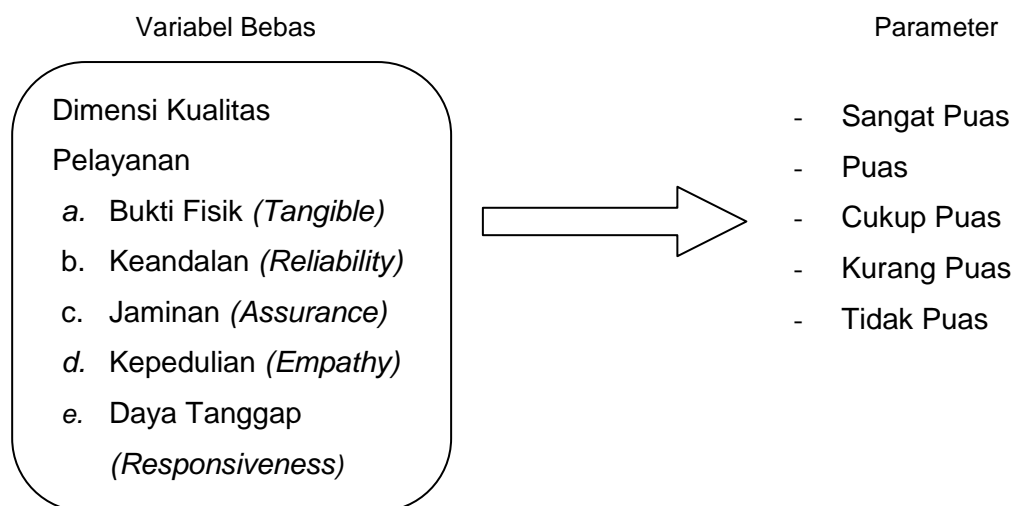 Variabel Bebas
Parameter
Dimensi Kualitas
Pelayanan
a. Bukti Fisik (Tangible)
b. Keandalan (Reliability)
c. Jaminan (Assurance)
d. Kepedulian (Empathy)
e. Daya Tanggap
(Responsiveness)
- Sangat Puas
- Puas
- Cukup Puas
- Kurang Puas
- Tidak Puas